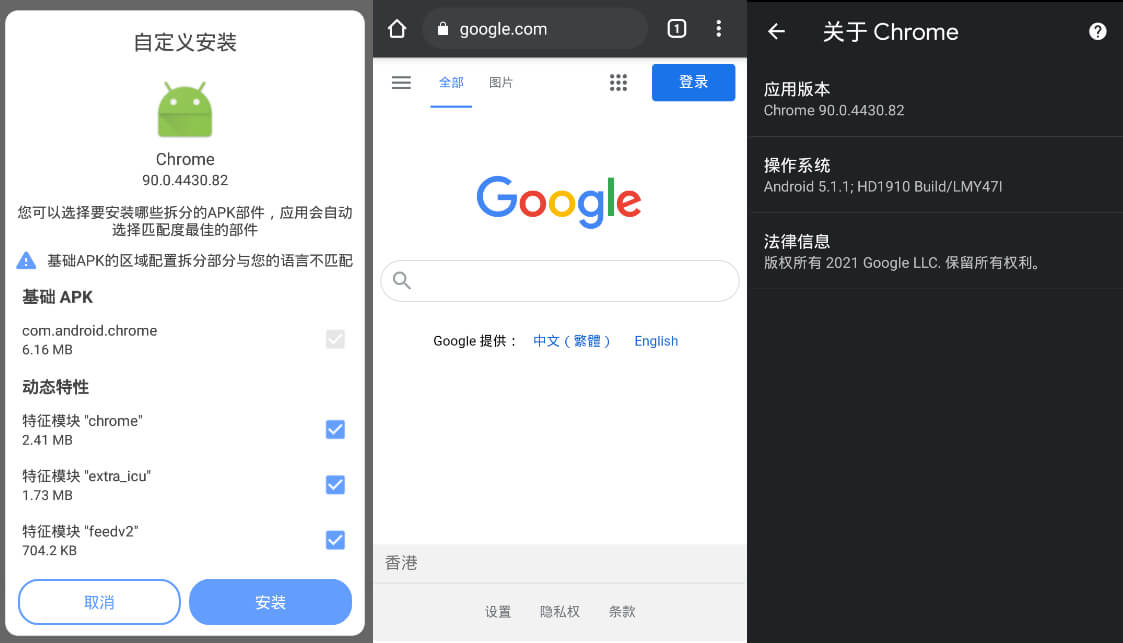 自定义安装
Chrome
90.0.4430.82
您可以选择要安装哪些拆分的APK部件，应用会自动
选择匹配度最佳的部件
基础APK的区域配置拆分部分与您的语言不匹配
基础 APK
com.android.chrome
6.16 MB
动态特性
特征模块 "chrome"
2.41 MB
特征模块 "extra_icu"
1.73 MB
特征模块 "feedv2"
704.2 KB
取消
安装
google.com
1
全部
图片
登录
Google
Google 提供：
中文（繁體）
English
香港
设置
隐私权
条款
关于 Chrome
应用版本
Chrome 90.0.4430.82
操作系统
Android 5.1.1; HD1910 Build/LMY47I
法律信息
版权所有 2021 Google LLC. 保留所有权利。